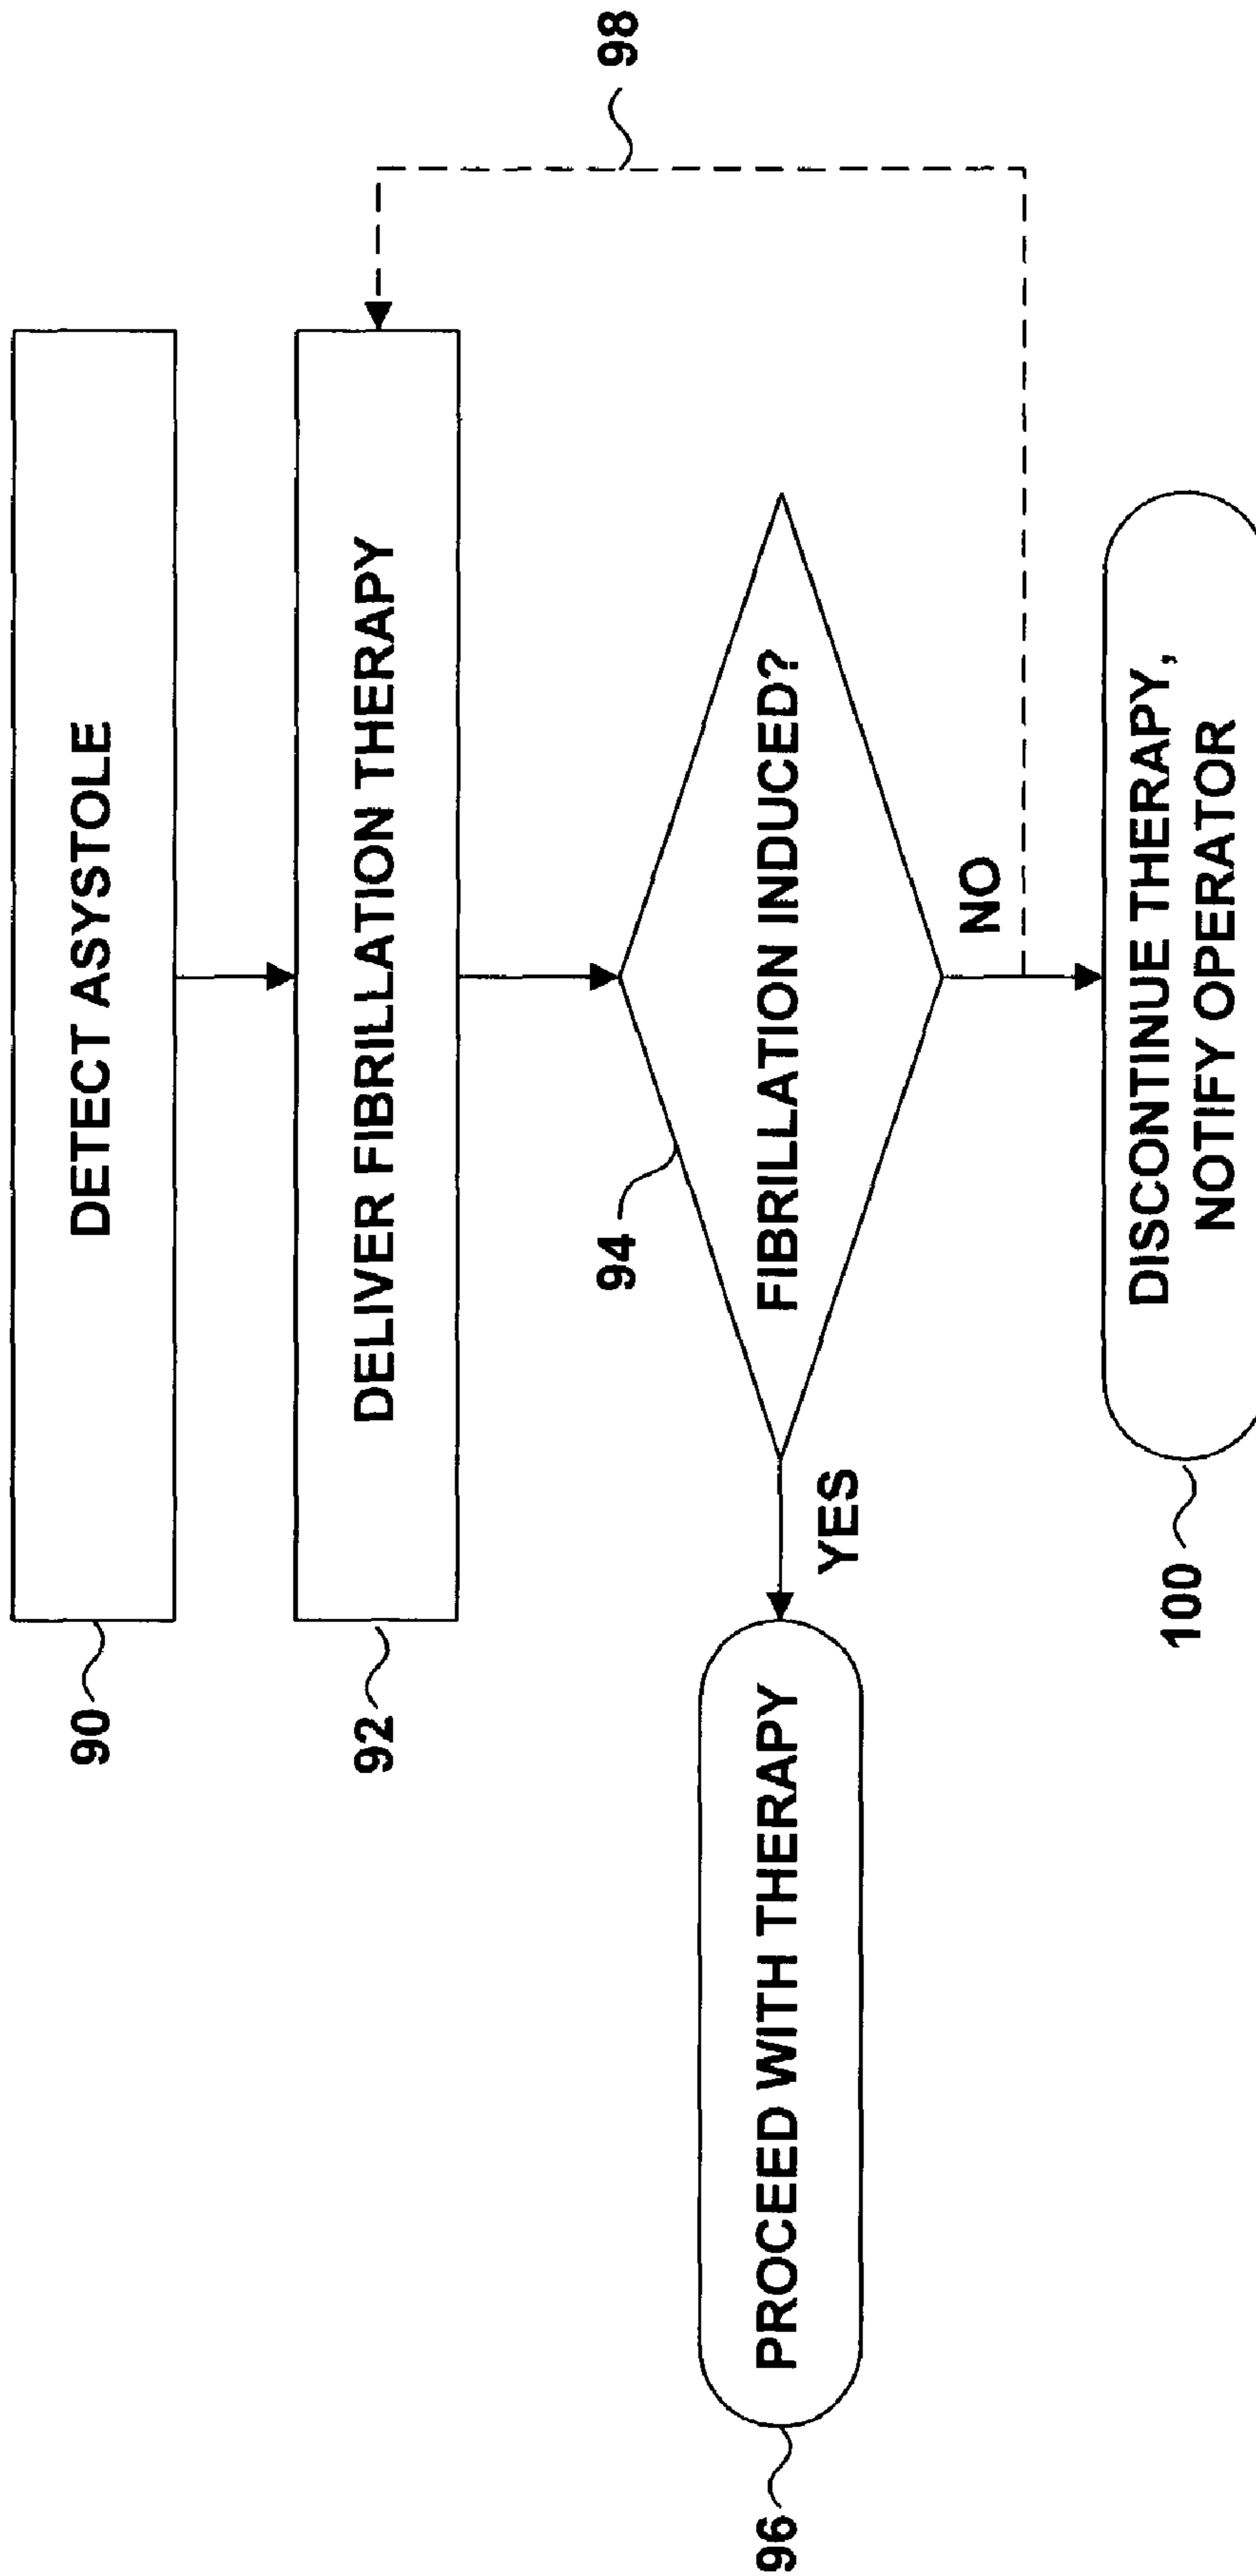 90
DETECT ASYSTOLE
92
DELIVER FIBRILLATION THERAPY
98
94
FIBRILLATION INDUCED?
YES
NO
96
PROCEED WITH THERAPY
100
DISCONTINUE THERAPY,
NOTIFY OPERATOR